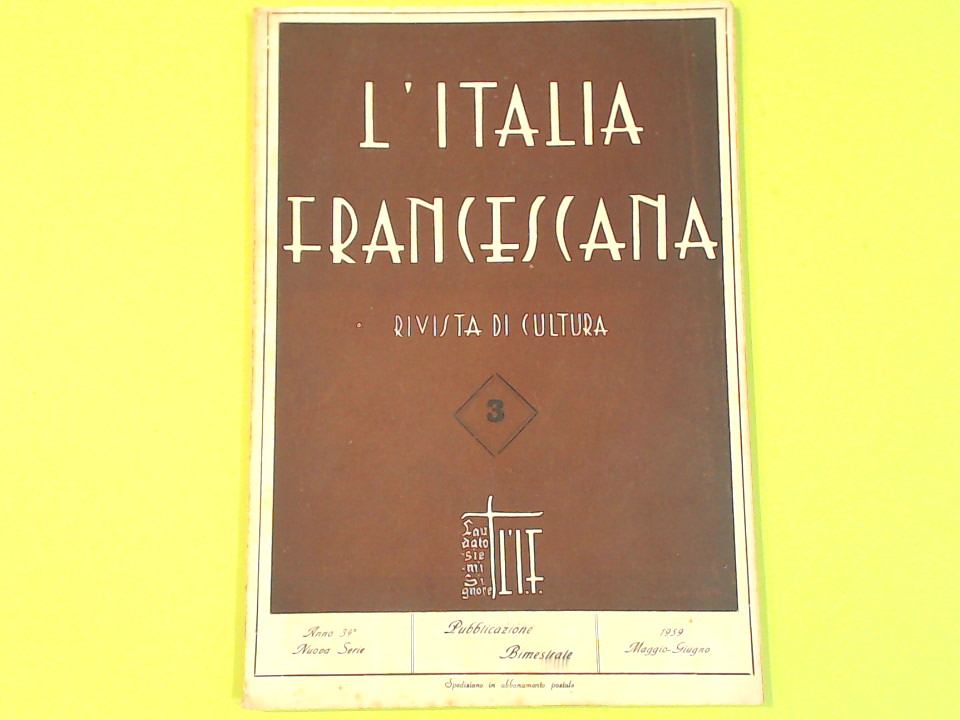 L'ITALIA
FRANCESCANA
RIVISTA DI CULTURA
3
Lau
dato
sie
mi
Si
gnore
L'I.F.
Anno 34°
Nuova Serie
Pubblicazione
Bimestrale
1959
Maggio-Giugno
Spedizione in abbonamento postale